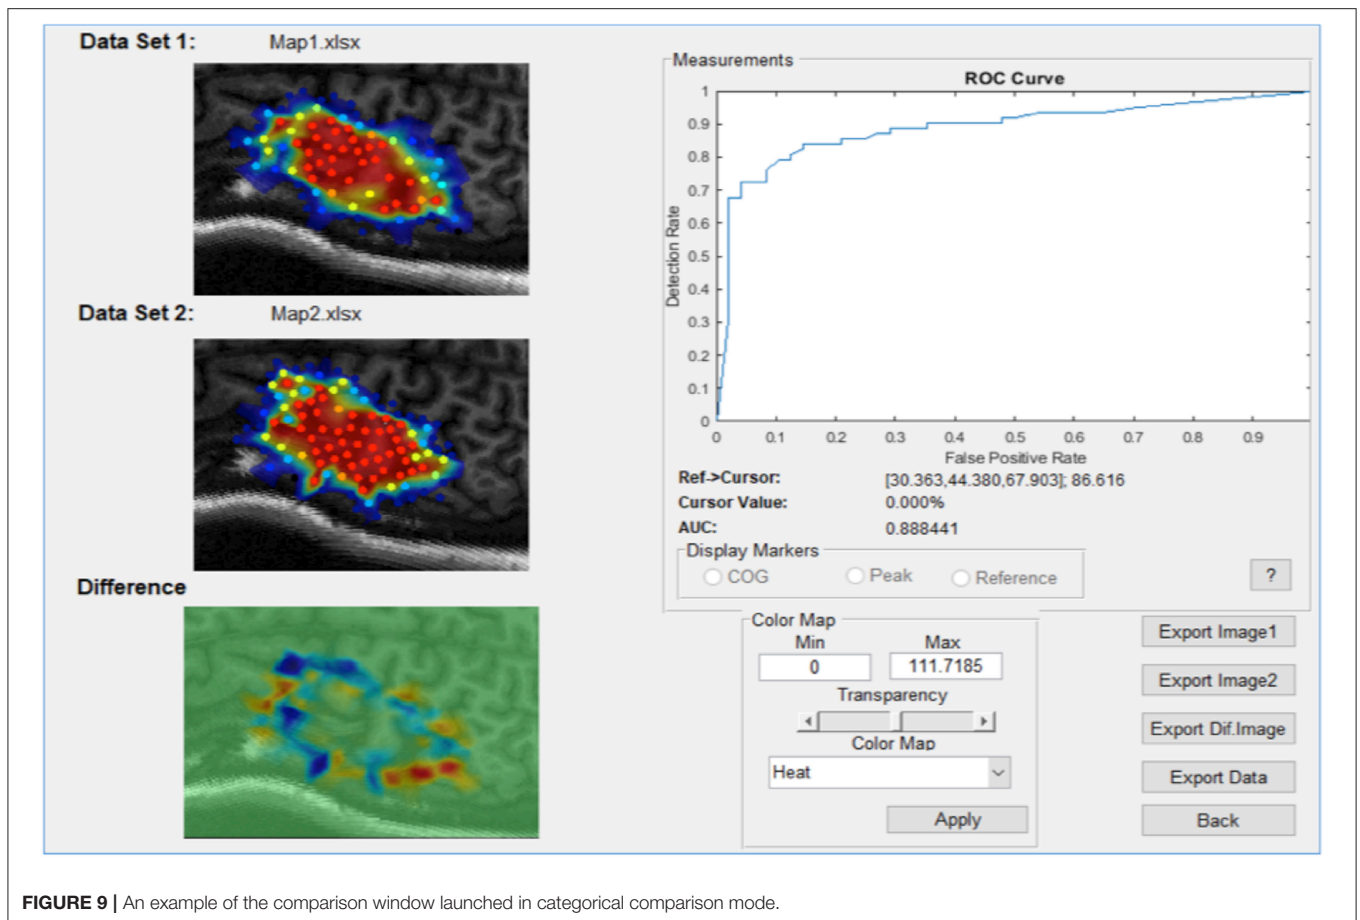 Data Set 1: Map1.xlsx
Data Set 2: Map2.xlsx
Difference
Measurements
ROC Curve
Detection Rate
1
0.9
0.8
0.7
0.6
0.5
0.4
0.3
0.2
0.1
0
0 0.1 0.2 0.3 0.4 0.5 0.6 0.7 0.8 0.9
False Positive Rate
Ref->Cursor: [30.363,44.380,67.903]; 86.616
Cursor Value: 0.000%
AUC: 0.888441
Display Markers
COG Peak Reference
?
Color Map
Min Max
0 111.7185
Transparency
Color Map
Heat
Apply
Export Image1
Export Image2
Export Dif.Image
Export Data
Back
FIGURE 9 | An example of the comparison window launched in categorical comparison mode.